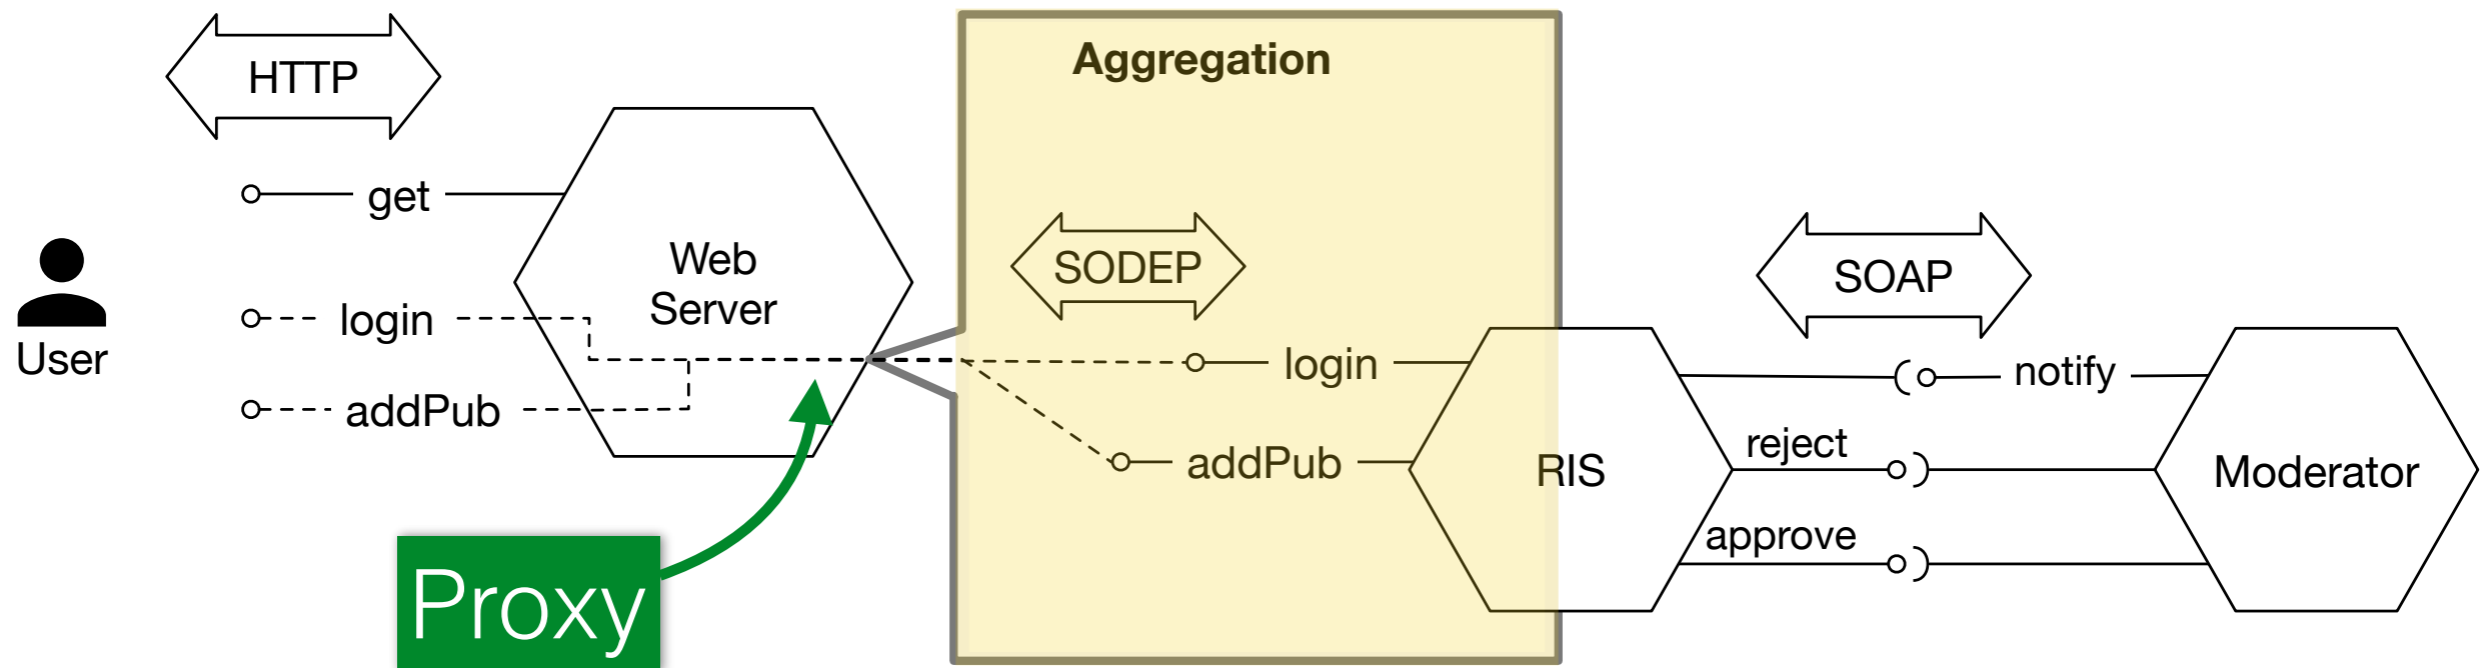 HTTP
Aggregation
get
Web
Server
SODEP
SOAP
login
User
addPub
login
addPub
RIS
notify
reject
approve
Moderator
Proxy